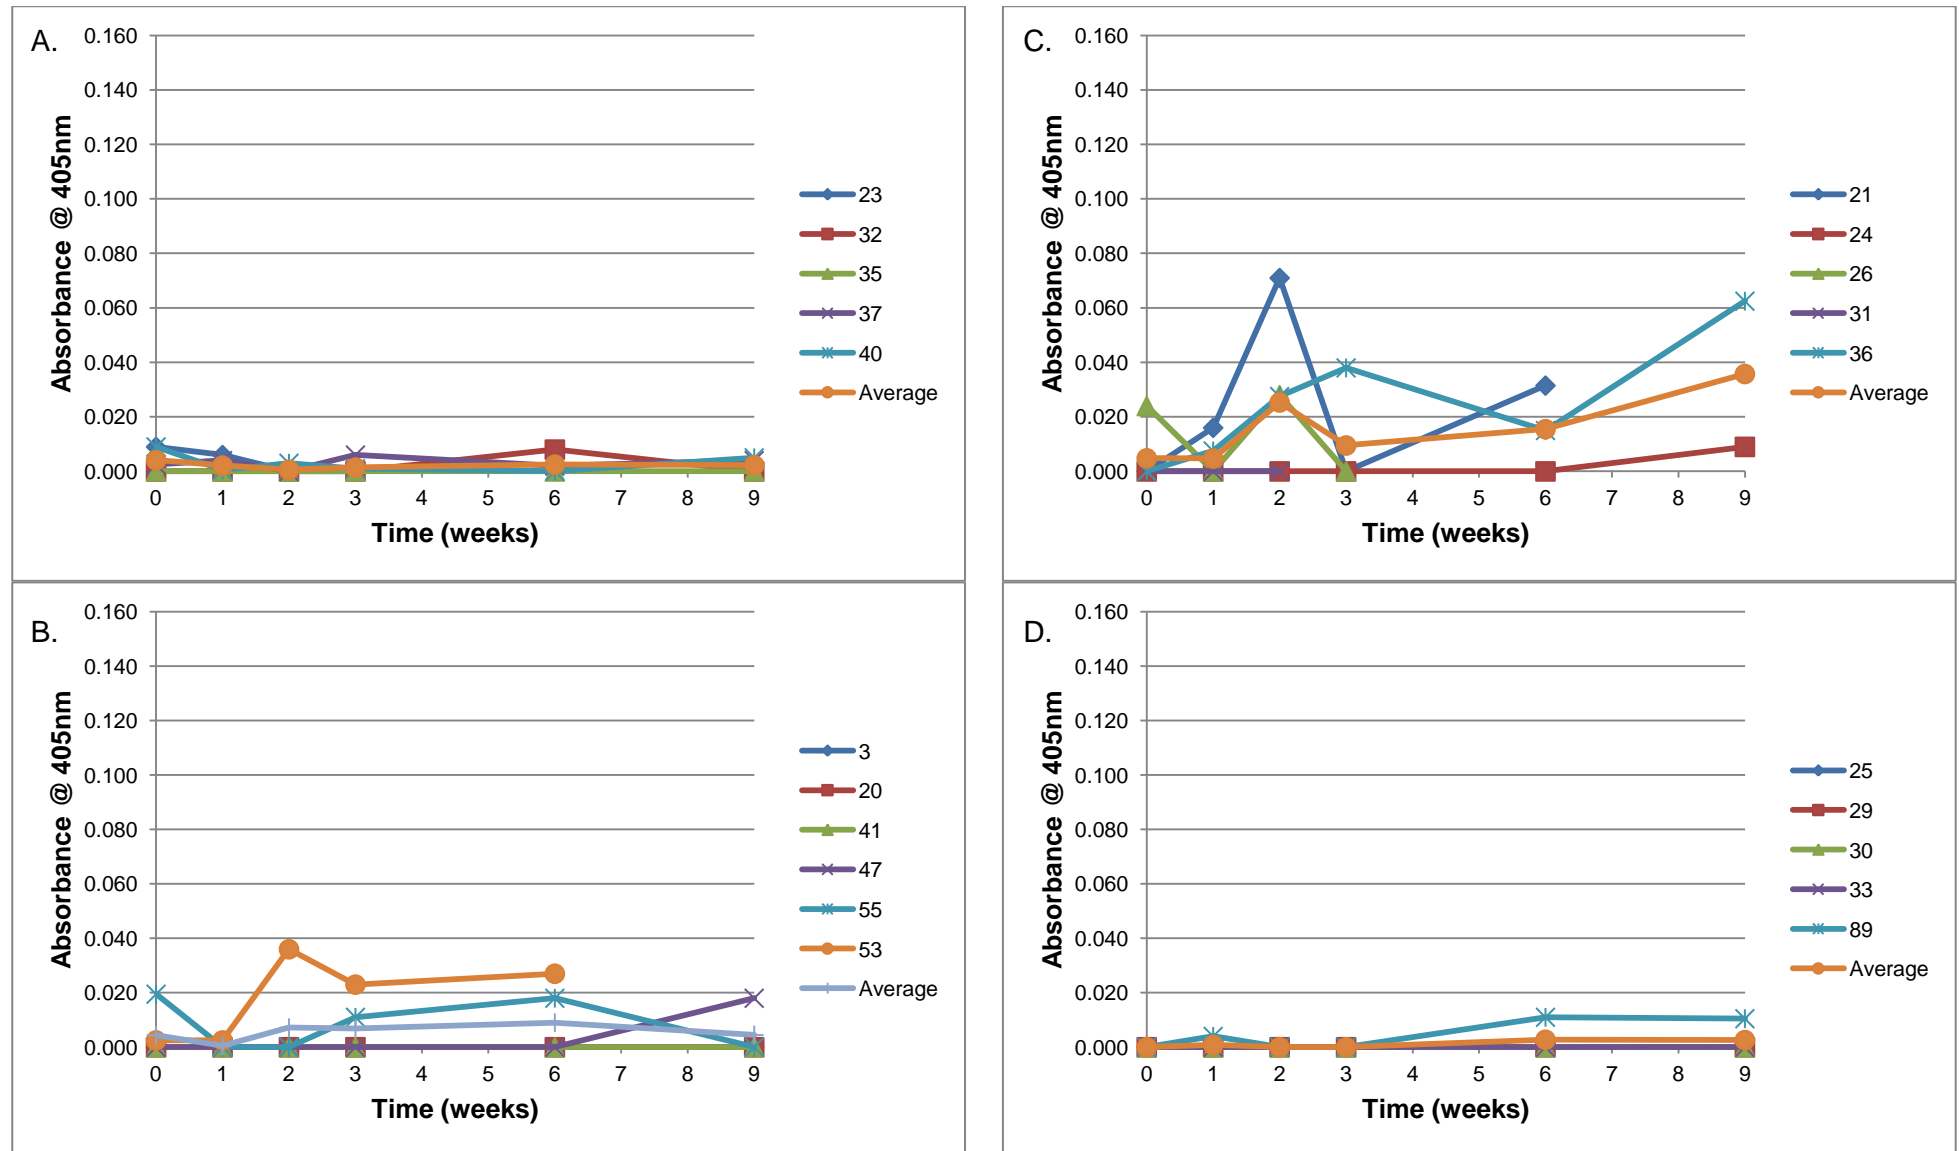 A.
Absorbance @ 405nm
0.160
0.140
0.120
0.100
0.080
0.060
0.040
0.020
0.000
0 1 2 3 4 5 6 7 8 9
Time (weeks)
23
32
35
37
40
Average
C.
Absorbance @ 405nm
0.160
0.140
0.120
0.100
0.080
0.060
0.040
0.020
0.000
0 1 2 3 4 5 6 7 8 9
Time (weeks)
21
24
26
31
36
Average
B.
Absorbance @ 405nm
0.160
0.140
0.120
0.100
0.080
0.060
0.040
0.020
0.000
0 1 2 3 4 5 6 7 8 9
Time (weeks)
3
20
41
47
55
53
Average
D.
Absorbance @ 405nm
0.160
0.140
0.120
0.100
0.080
0.060
0.040
0.020
0.000
0 1 2 3 4 5 6 7 8 9
Time (weeks)
25
29
30
33
89
Average